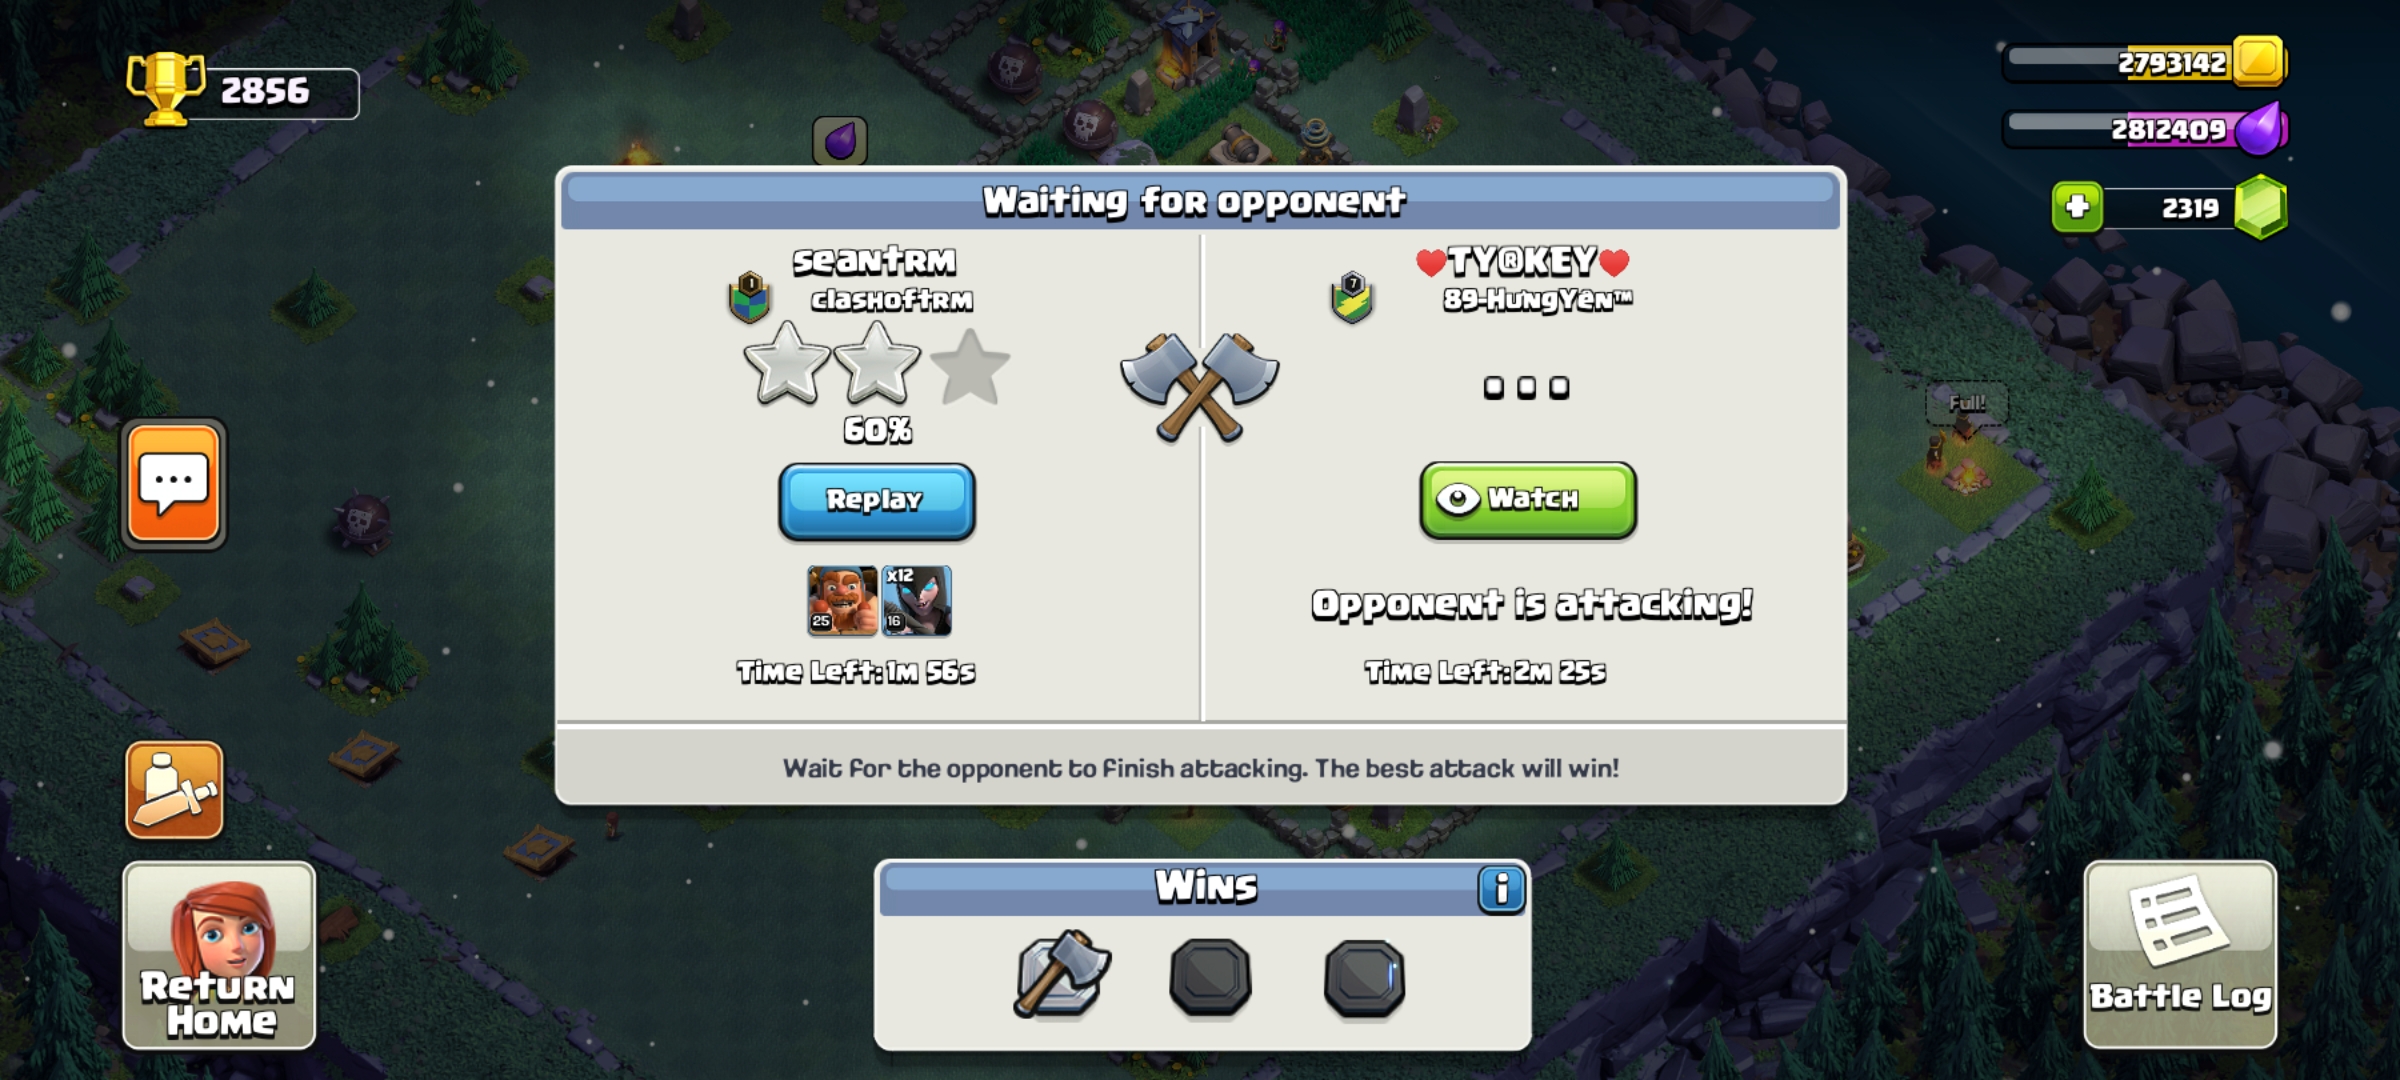 2856
2793142
2812409
2319
Waiting for opponent
seantrm
clashoftrm
60%
Replay
25
x12
16
Time Left:1m 56s
❤️TY®KEY❤️
89-HưngYên™
Watch
Opponent is attacking!
Time Left:2m 25s
Wait for the opponent to finish attacking. The best attack will win!
Full!
Wins
Return
Home
Battle Log
1
7